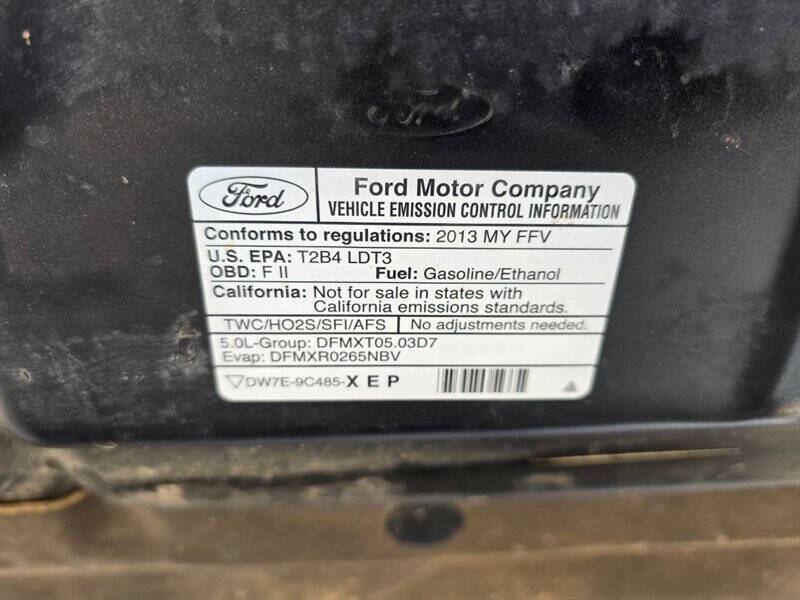 Ford
Ford
Ford Motor Company
VEHICLE EMISSION CONTROL INFORMATION
Conforms to regulations: 2013 MY FFV
U.S. EPA: T2B4 LDT3
OBD: F II Fuel: Gasoline/Ethanol
California: Not for sale in states with
California emissions standards.
TWC/HO2S/SFI/AFS No adjustments needed.
5.0L-Group: DFMXT05.03D7
Evap: DFMXR0265NBV
DW7E-9C485-X E P